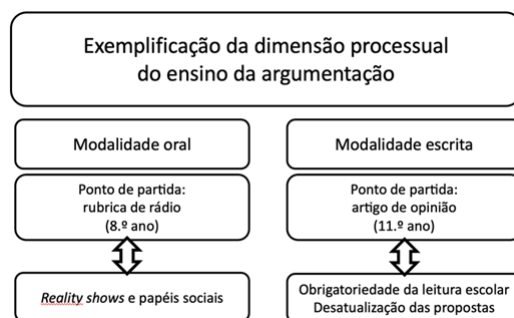 Exemplificação da dimensão processual
do ensino da argumentação
Modalidade oral
Modalidade escrita
Ponto de partida:
rubrica de rádio
(8.º ano)
Ponto de partida:
artigo de opinião
(11.º ano)
Reality shows e papéis sociais
Obrigatoriedade da leitura escolar
Desatualização das propostas